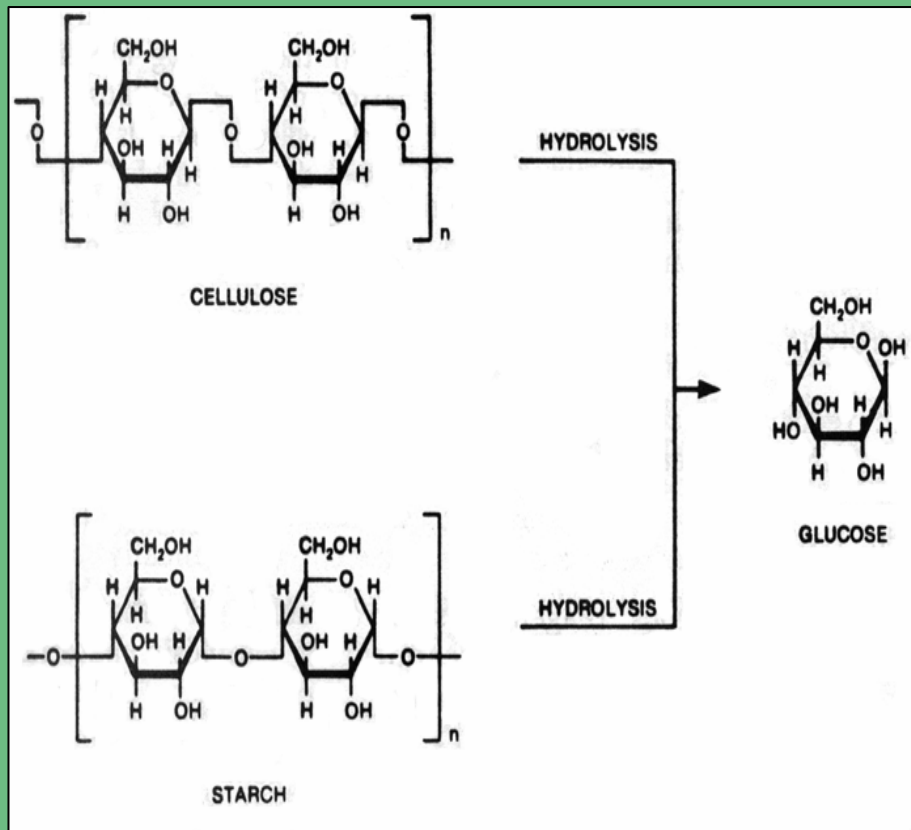 CH₂OH CH₂OH
H O H O
O H H O
OH H OH H O
H H
H OH H OH
n
CELLULOSE
HYDROLYSIS
CH₂OH
H O OH
H
OH H
HO H
H OH
GLUCOSE
CH₂OH CH₂OH
H O H H O H
H H
OH H OH H
O O O
H OH H OH
n
STARCH
HYDROLYSIS